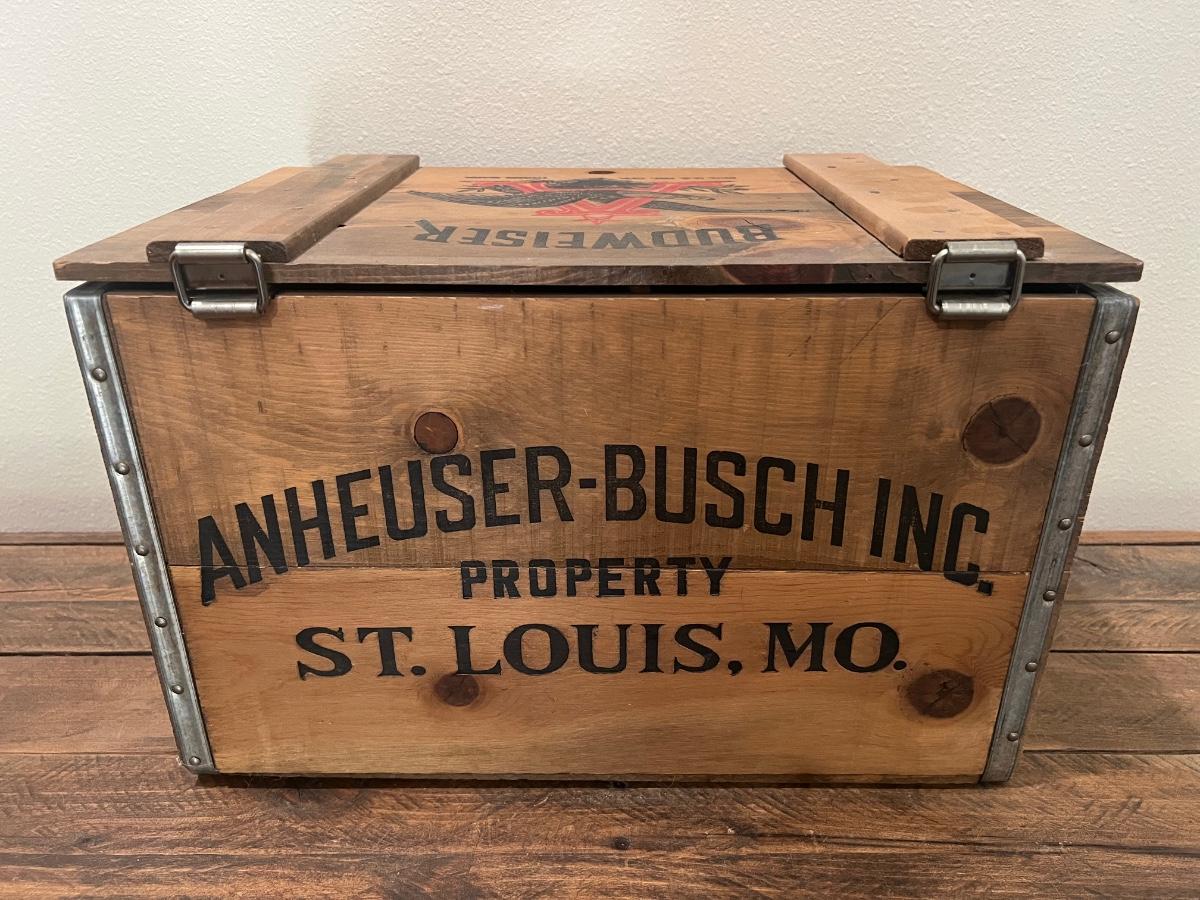 BUDWEISER
ANHEUSER-BUSCH INC.
PROPERTY
ST. LOUIS, MO.